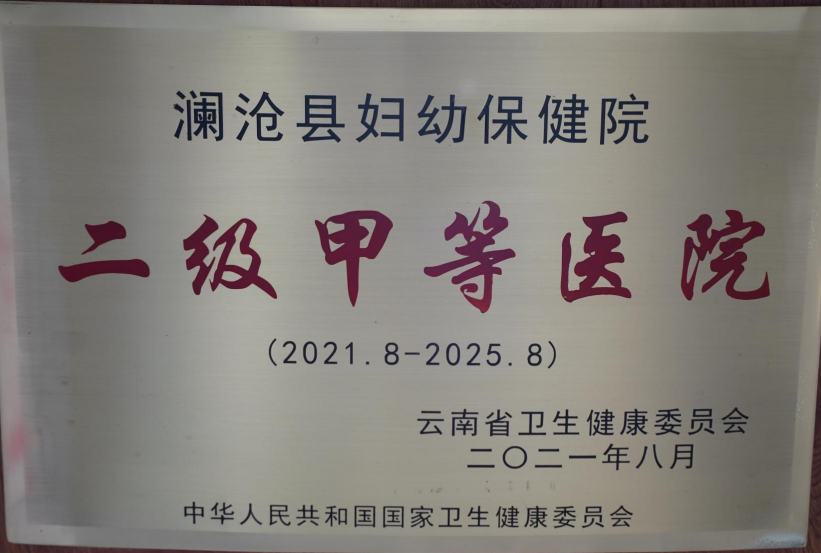 澜沧县妇幼保健院
二级甲等医院
(2021.8-2025.8)
云南省卫生健康委员会
二〇二一年八月
中华人民共和国国家卫生健康委员会